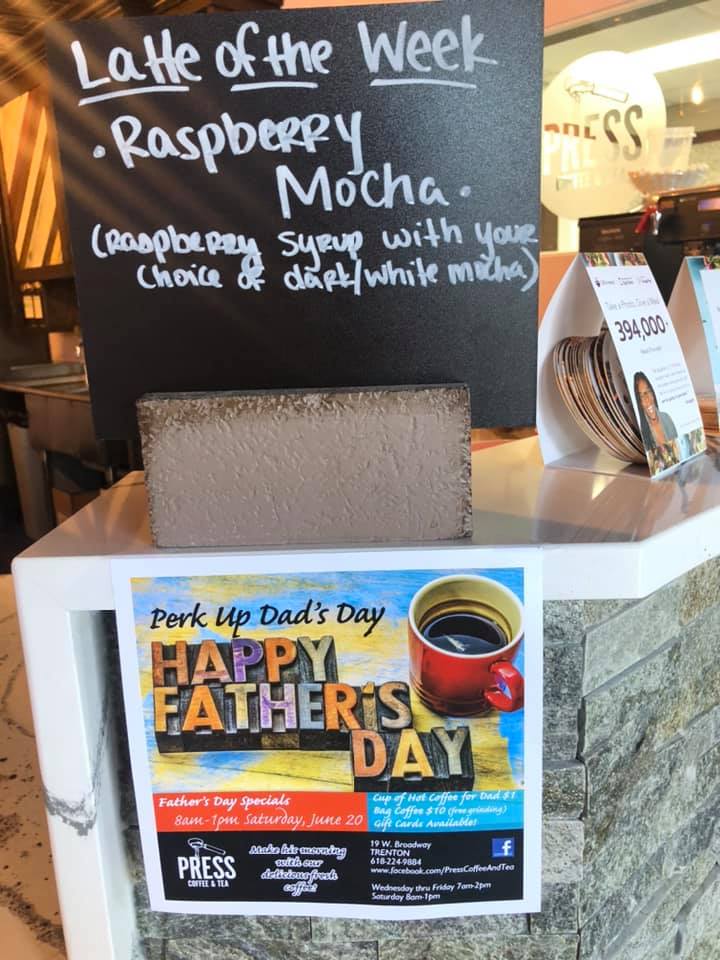 Latte of the Week
• Raspberry
Mocha •
(Raspberry syrup with your
choice of dark/white mocha)
PRESS
394,000+
Perk Up Dad's Day
HAPPY
FATHER'S
DAY
Father's Day Specials
8am-1pm Saturday, June 20
Cup of Hot Coffee for Dad $1
Bag Coffee $10 (free grinding)
Gift Cards Available!
PRESS
COFFEE & TEA
Make his morning
with our
delicious fresh
coffee!
19 W. Broadway
TRENTON
618-224-9884
www.facebook.com/PressCoffeeAndTea
f
Wednesday thru Friday 7am-2pm
Saturday 8am-1pm